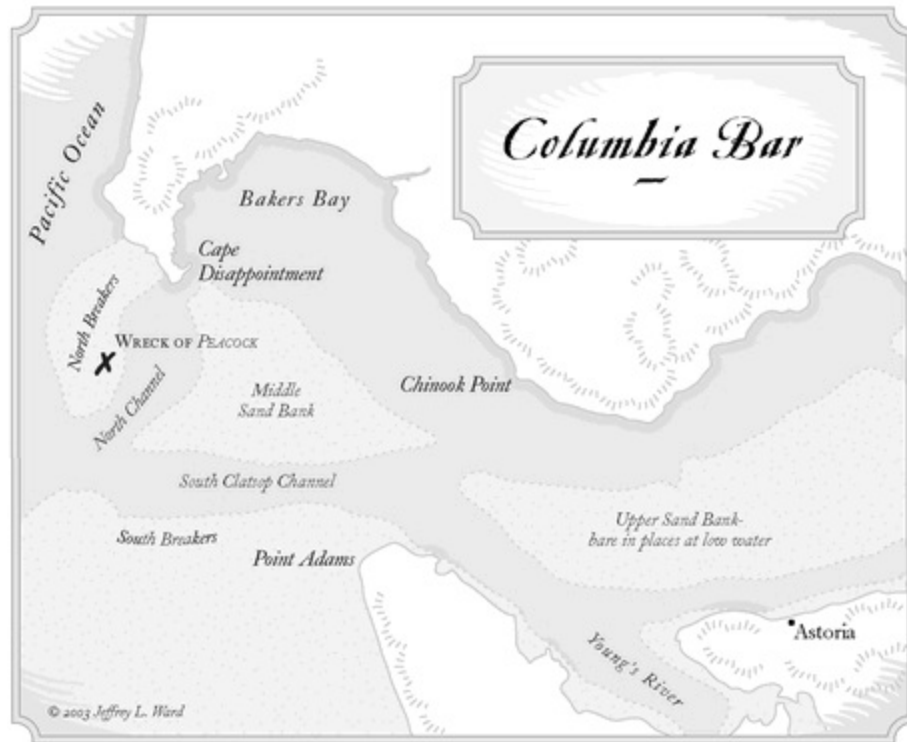 Columbia Bar
Pacific Ocean
Bakers Bay
Cape
Disappointment
North Breakers
WRECK OF PEACOCK
North Channel
Middle
Sand Bank
Chinook Point
South Clatsop Channel
Upper Sand Bank-
bare in places at low water
South Breakers
Point Adams
Young's River
Astoria
© 2003 Jeffrey L. Ward